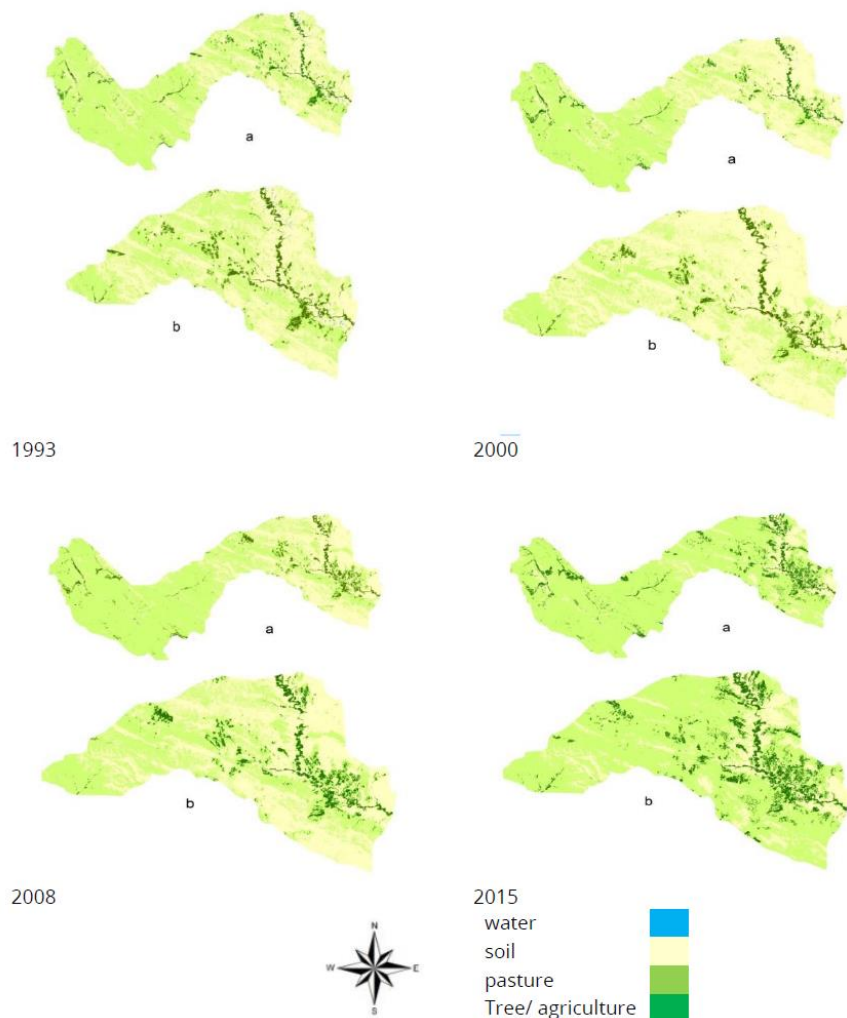 a
a
b
b
1993
2000
a
a
b
b
2008
2015
water
soil
pasture
Tree/ agriculture
N
W
E
S